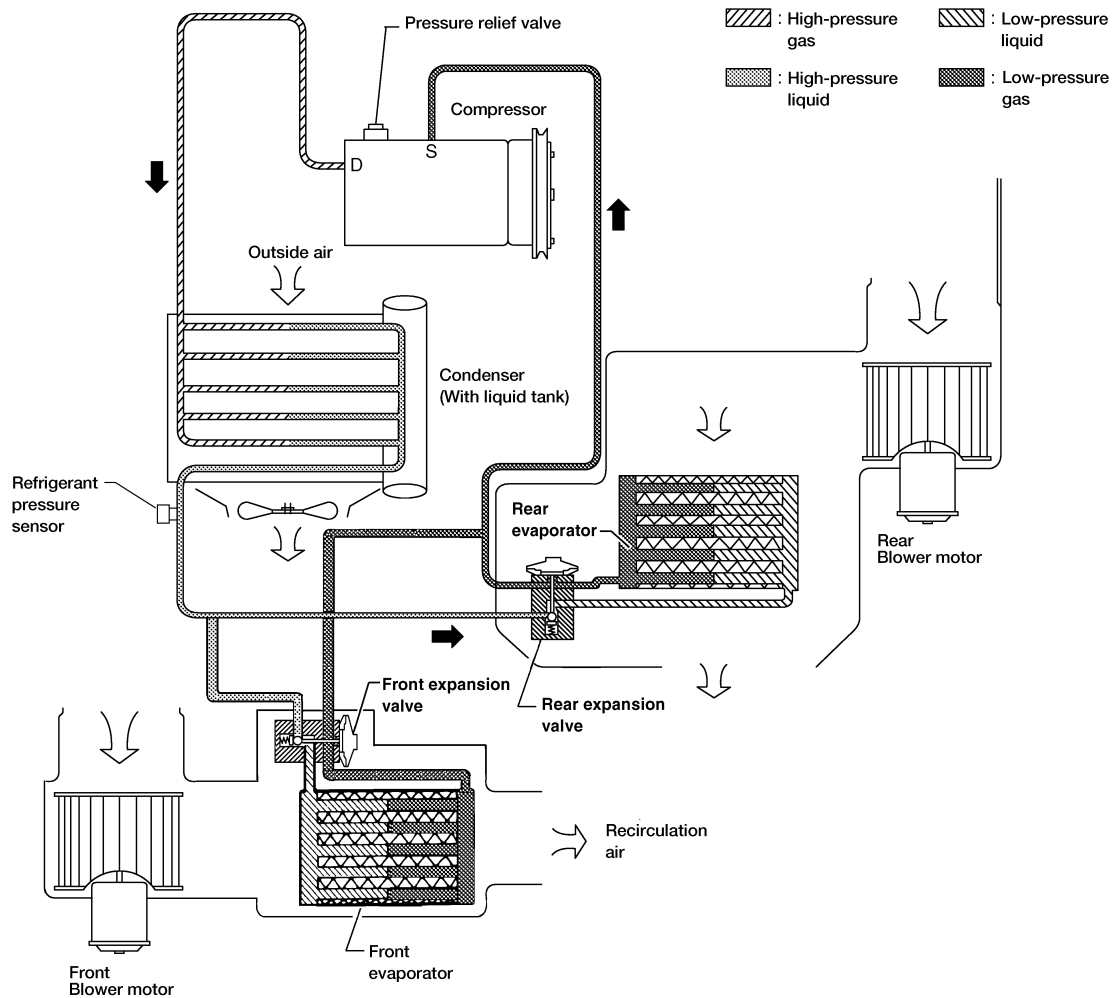 Pressure relief valve
: High-pressure
gas
: Low-pressure
liquid
: High-pressure
liquid
: Low-pressure
gas
Compressor
S
D
Outside air
Condenser
(With liquid tank)
Refrigerant
pressure
sensor
Rear
evaporator
Rear
Blower motor
Front expansion
valve
Rear expansion
valve
Recirculation
air
Front
evaporator
Front
Blower motor